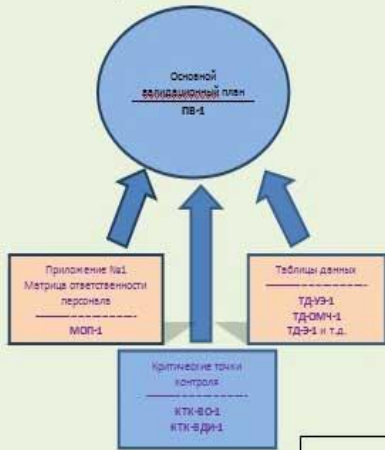 Основной
валидационный план
ПВ-1
Приложение №1
Матрица ответственности
персонала
МОП-1
Таблицы данных
ТД-УЭ-1
ТД-ОМЧ-1
ТД-Э-1 и т.д.
Критические точки
контроля
КТК-ВО-1
КТК-ВДИ-1